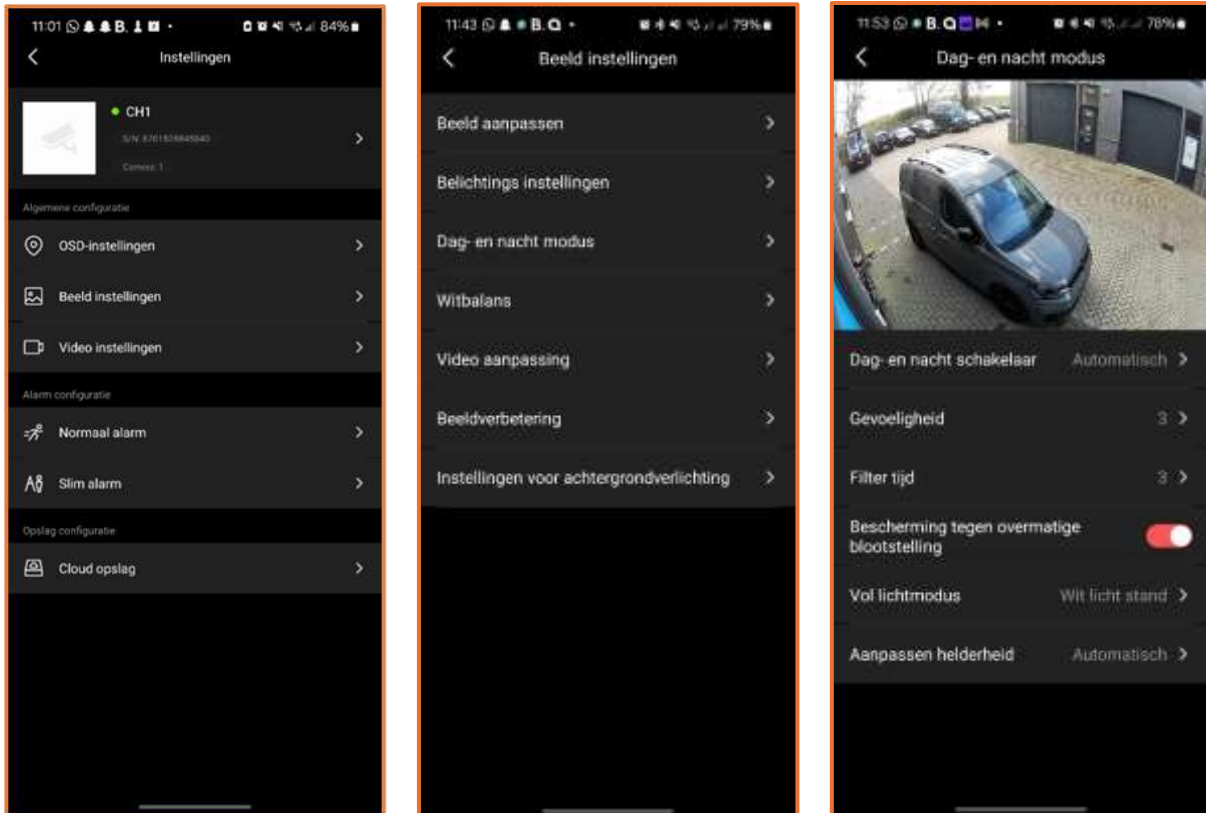 11:01 B. 84%
Instellingen
CH1
Camera: 1
Algemene configuratie
OSD-instellingen
Beeld instellingen
Video instellingen
Alarm configuratie
Normaal alarm
Slim alarm
Opslag configuratie
Cloud opslag
11:43 B. 79%
Beeld instellingen
Beeld aanpassen
Belichtings instellingen
Dag- en nacht modus
Witbalans
Video aanpassing
Beeldverbetering
Instellingen voor achtergrondverlichting
11:53 B. 78%
Dag- en nacht modus
Dag- en nacht schakelaar Automatisch
Gevoeligheid 3
Filter tijd 3
Bescherming tegen overmatige
blootstelling
Vol lichtmodus Wit licht stand
Aanpassen helderheid Automatisch